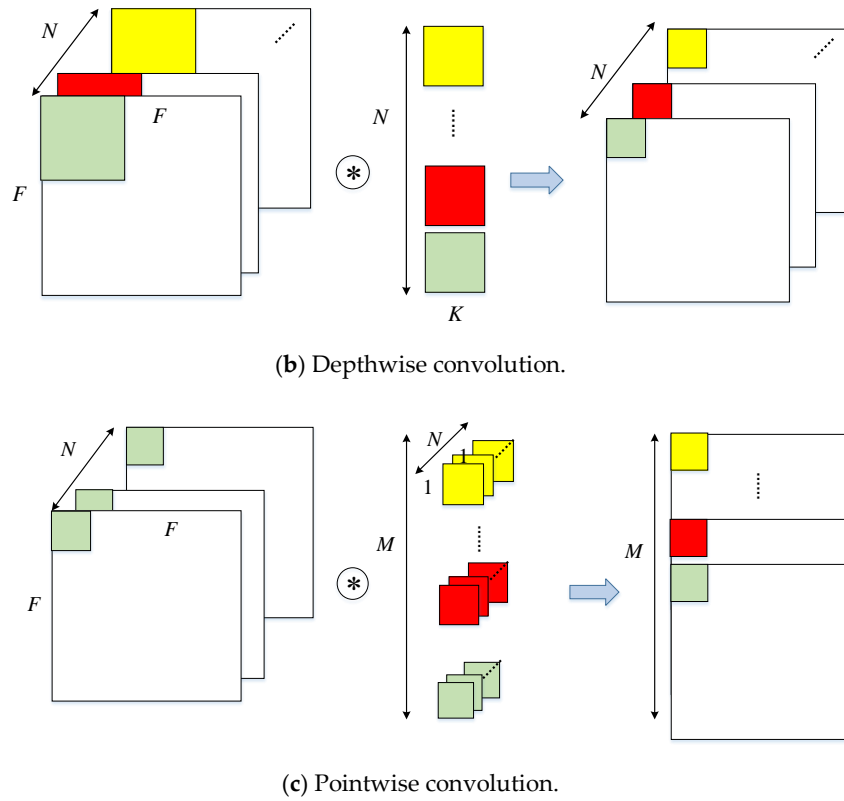 N
F
F
*
N
K
N
(b) Depthwise convolution.
N
F
F
*
M
N
1
1
M
(c) Pointwise convolution.